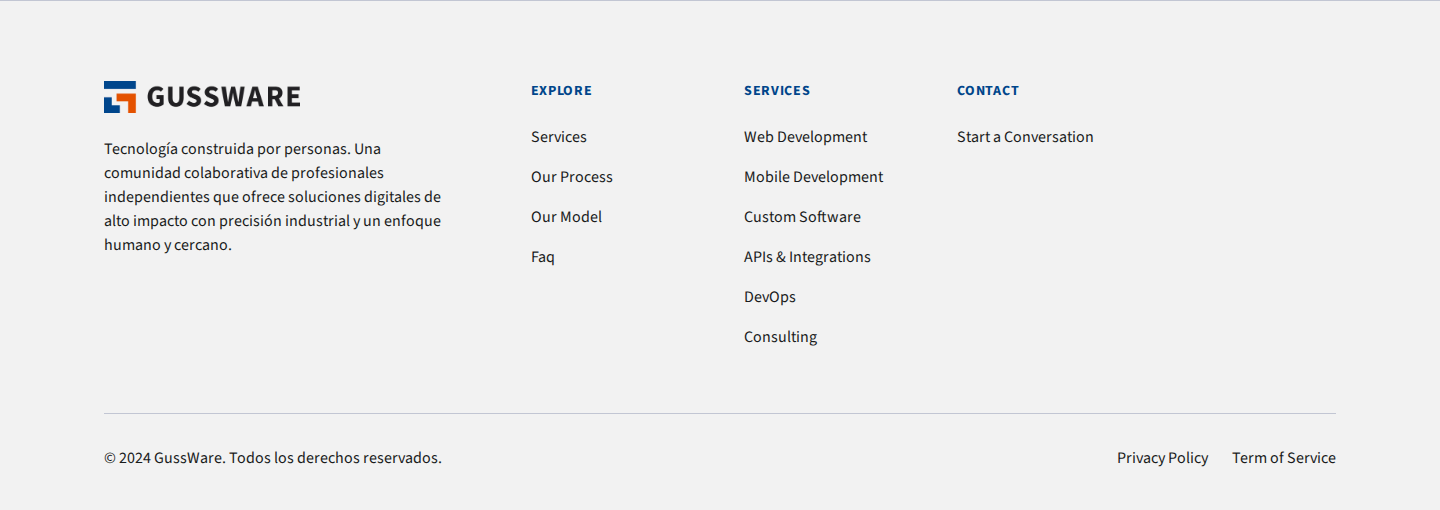 GUSSWARE
Tecnología construida por personas. Una
comunidad colaborativa de profesionales
independientes que ofrece soluciones digitales de
alto impacto con precisión industrial y un enfoque
humano y cercano.
EXPLORE
Services
Our Process
Our Model
Faq
SERVICES
Web Development
Mobile Development
Custom Software
APIs & Integrations
DevOps
Consulting
CONTACT
Start a Conversation
© 2024 GussWare. Todos los derechos reservados.
Privacy Policy
Term of Service